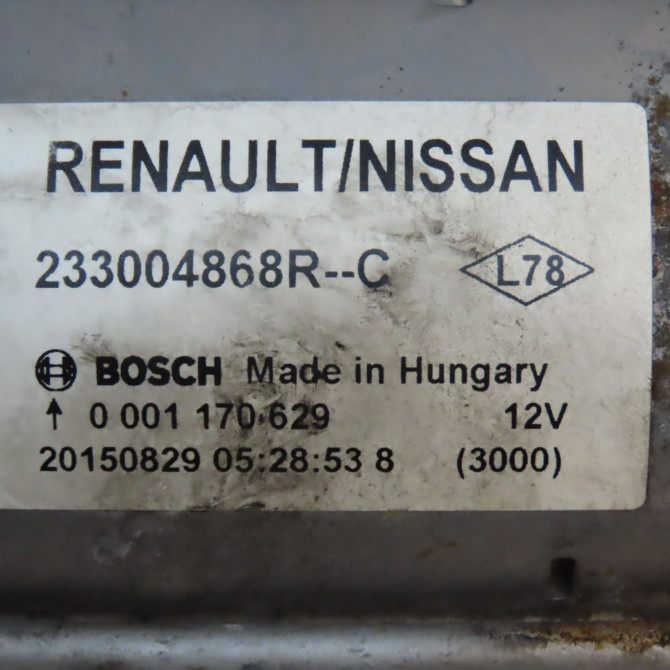 RENAULT/NISSAN
233004868R--C L78
BOSCH Made in Hungary
↑ 0 001 170 629 12V
20150829 05:28:53 8 (3000)